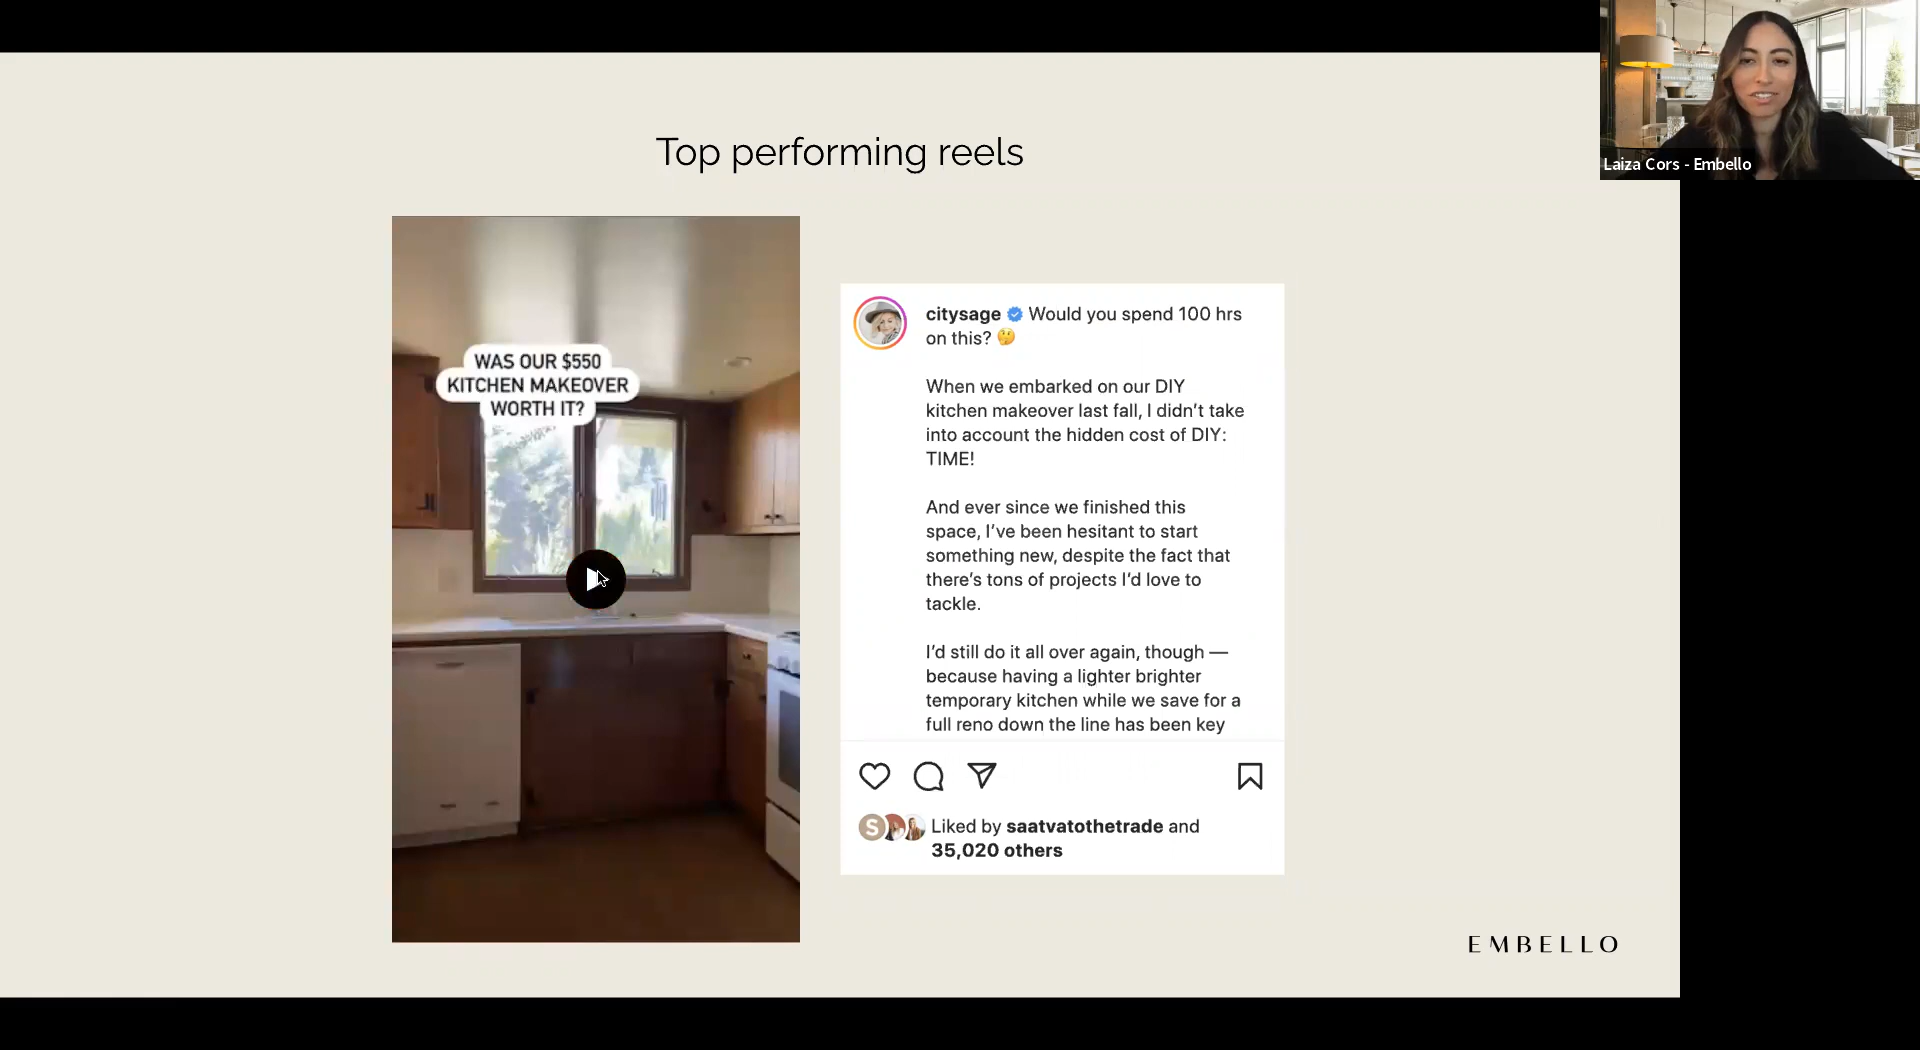 Laiza Cors - Embello
Top performing reels
WAS OUR $550
KITCHEN MAKEOVER
WORTH IT?
citysage Would you spend 100 hrs
on this? 🤔
When we embarked on our DIY
kitchen makeover last fall, I didn’t take
into account the hidden cost of DIY:
TIME!
And ever since we finished this
space, I’ve been hesitant to start
something new, despite the fact that
there’s tons of projects I’d love to
tackle.
I’d still do it all over again, though —
because having a lighter brighter
temporary kitchen while we save for a
full reno down the line has been key
S
Liked by saatvatothetrade and
35,020 others
EMBELLO